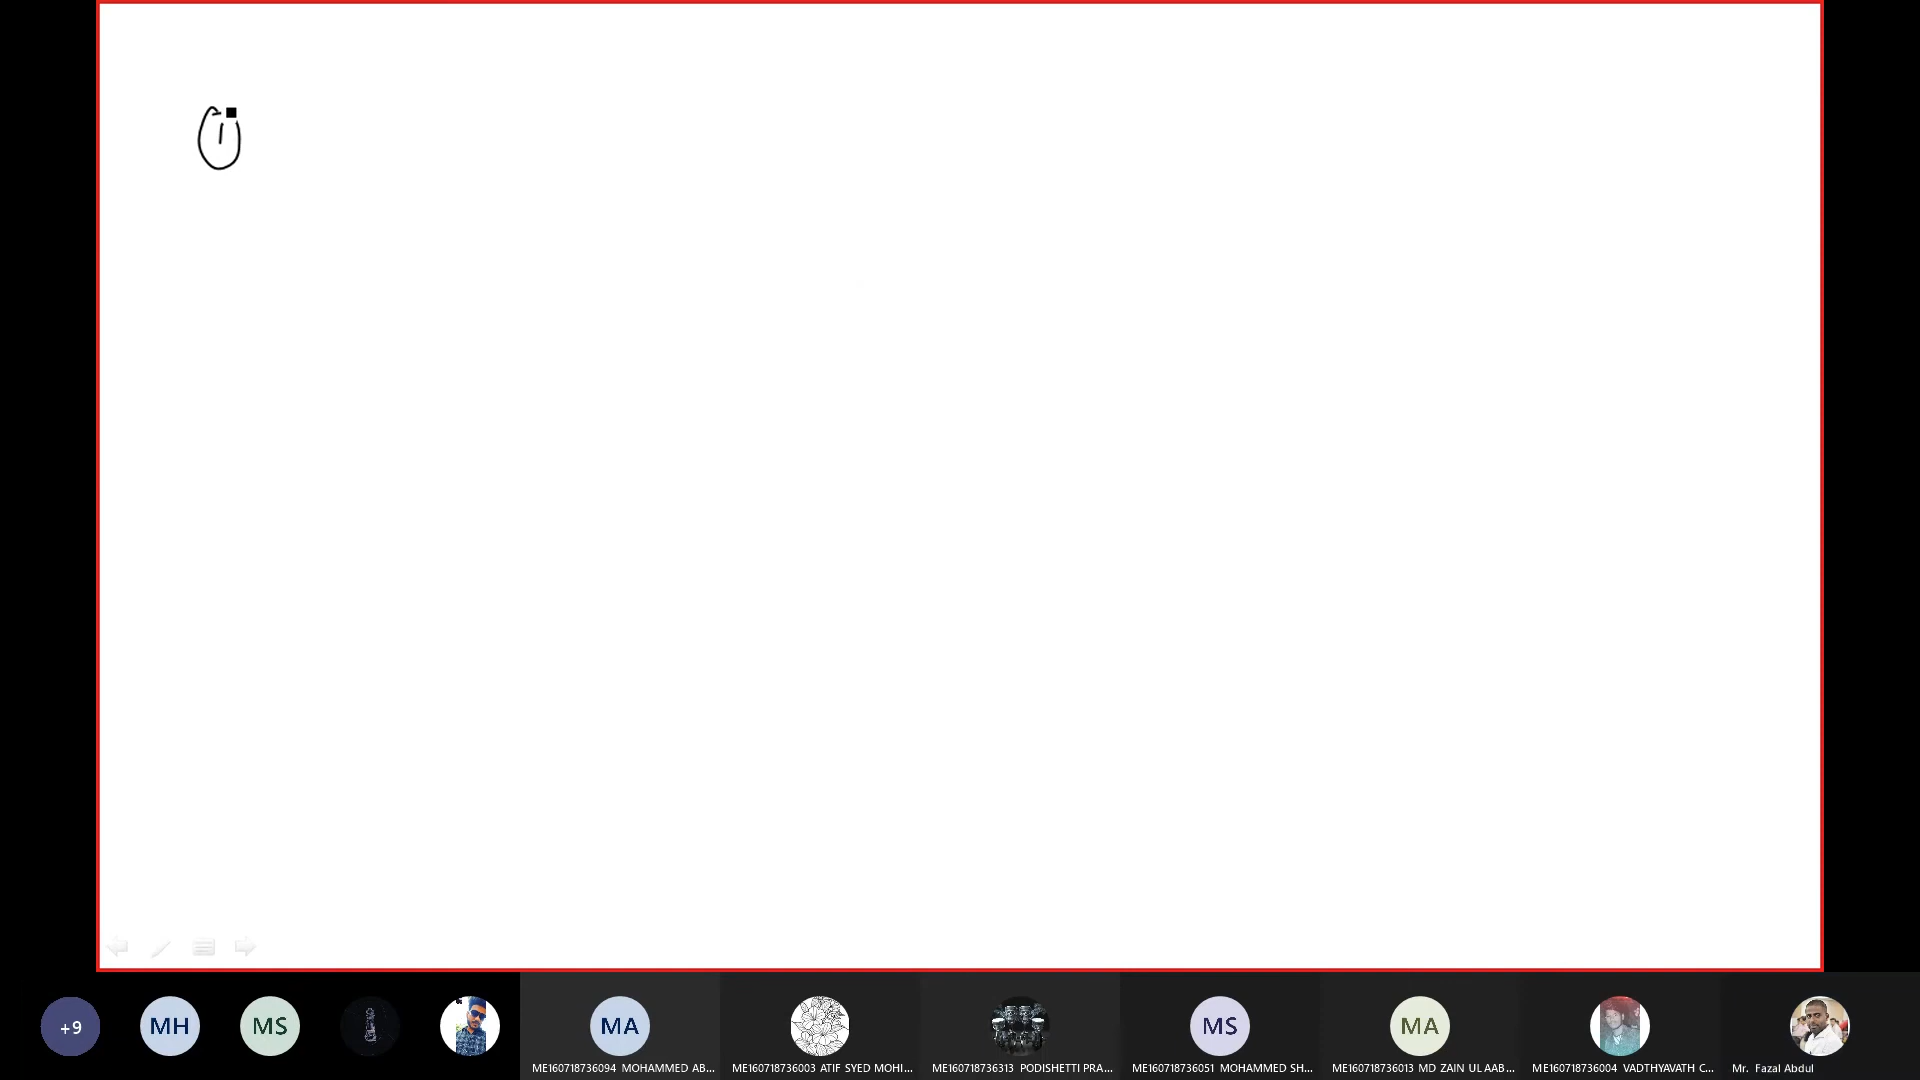 1
+9
MH
MS
MA
MS
MA
ME160718736094 MOHAMMED AB...
ME160718736003 ATIF SYED MOHI...
ME160718736313 PODISHETTI PRA...
ME160718736051 MOHAMMED SH...
ME160718736013 MD ZAIN UL AAB...
ME160718736004 VADTHYAVATH C...
Mr. Fazal Abdul